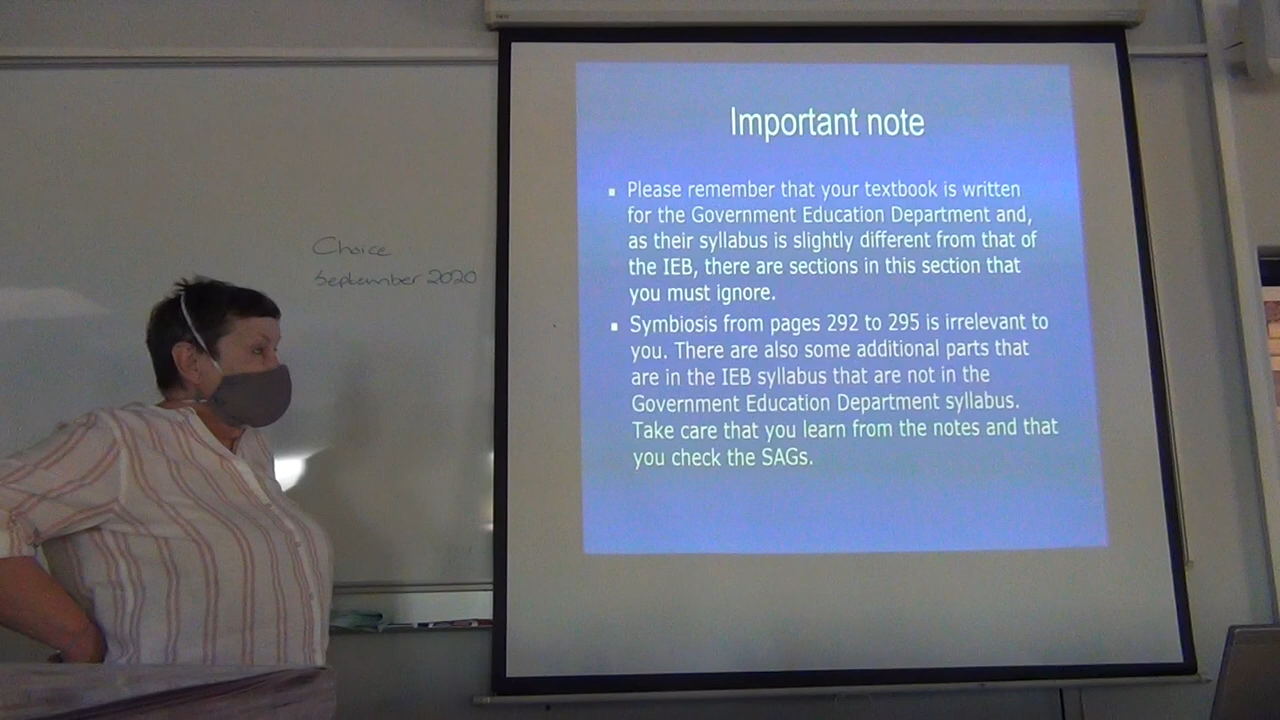 Choice
September 2020
Important note
▪ Please remember that your textbook is written
for the Government Education Department and,
as their syllabus is slightly different from that of
the IEB, there are sections in this section that
you must ignore.
▪ Symbiosis from pages 292 to 295 is irrelevant to
you. There are also some additional parts that
are in the IEB syllabus that are not in the
Government Education Department syllabus.
Take care that you learn from the notes and that
you check the SAGs.